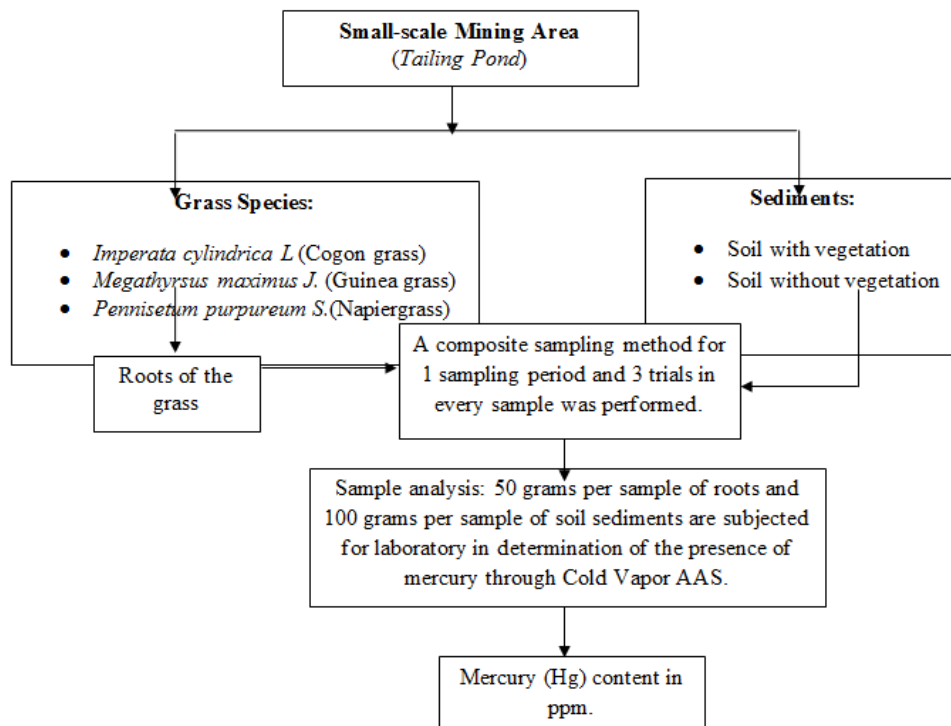 Small-scale Mining Area
(Tailing Pond)
Grass Species:
• Imperata cylindrica L (Cogon grass)
• Megathyrsus maximus J. (Guinea grass)
• Pennisetum purpureum S.(Napiergrass)
Sediments:
• Soil with vegetation
• Soil without vegetation
Roots of the
grass
A composite sampling method for
1 sampling period and 3 trials in
every sample was performed.
Sample analysis: 50 grams per sample of roots and
100 grams per sample of soil sediments are subjected
for laboratory in determination of the presence of
mercury through Cold Vapor AAS.
Mercury (Hg) content in
ppm.